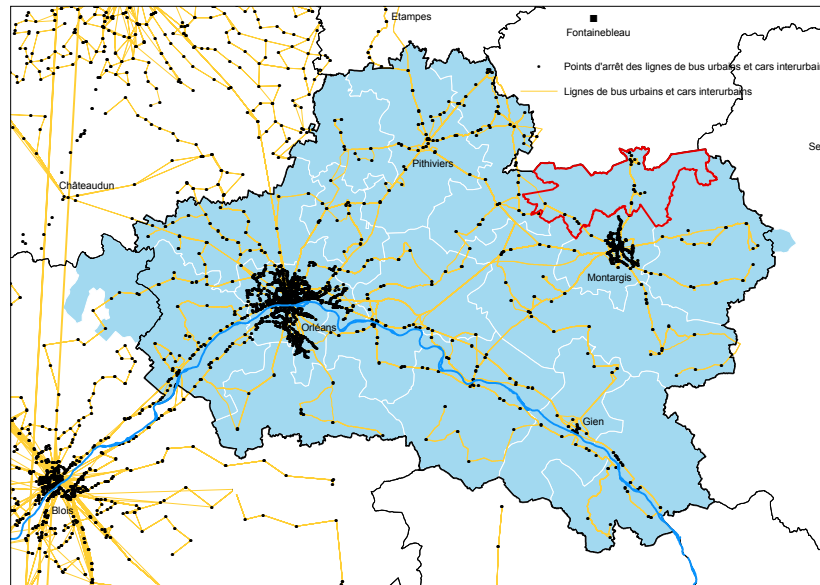 Etampes
Fontainebleau
Points d'arrêt des lignes de bus urbains et cars interurbain
Lignes de bus urbains et cars interurbains
Se
Pithiviers
Châteaudun
Montargis
Orléans
Gien
Blois